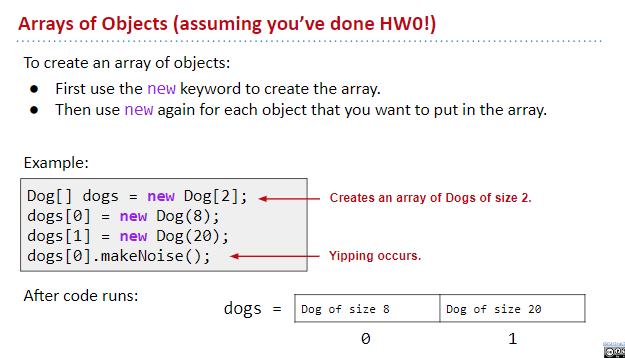 Arrays of Objects (assuming you've done HW0!)
To create an array of objects:
● First use the new keyword to create the array.
● Then use new again for each object that you want to put in the array.
Example:
Dog[] dogs = new Dog[2];
Creates an array of Dogs of size 2.
dogs[0] = new Dog(8);
dogs[1] = new Dog(20);
dogs[0].makeNoise();
Yipping occurs.
After code runs:
dogs =
Dog of size 8
Dog of size 20
0
1